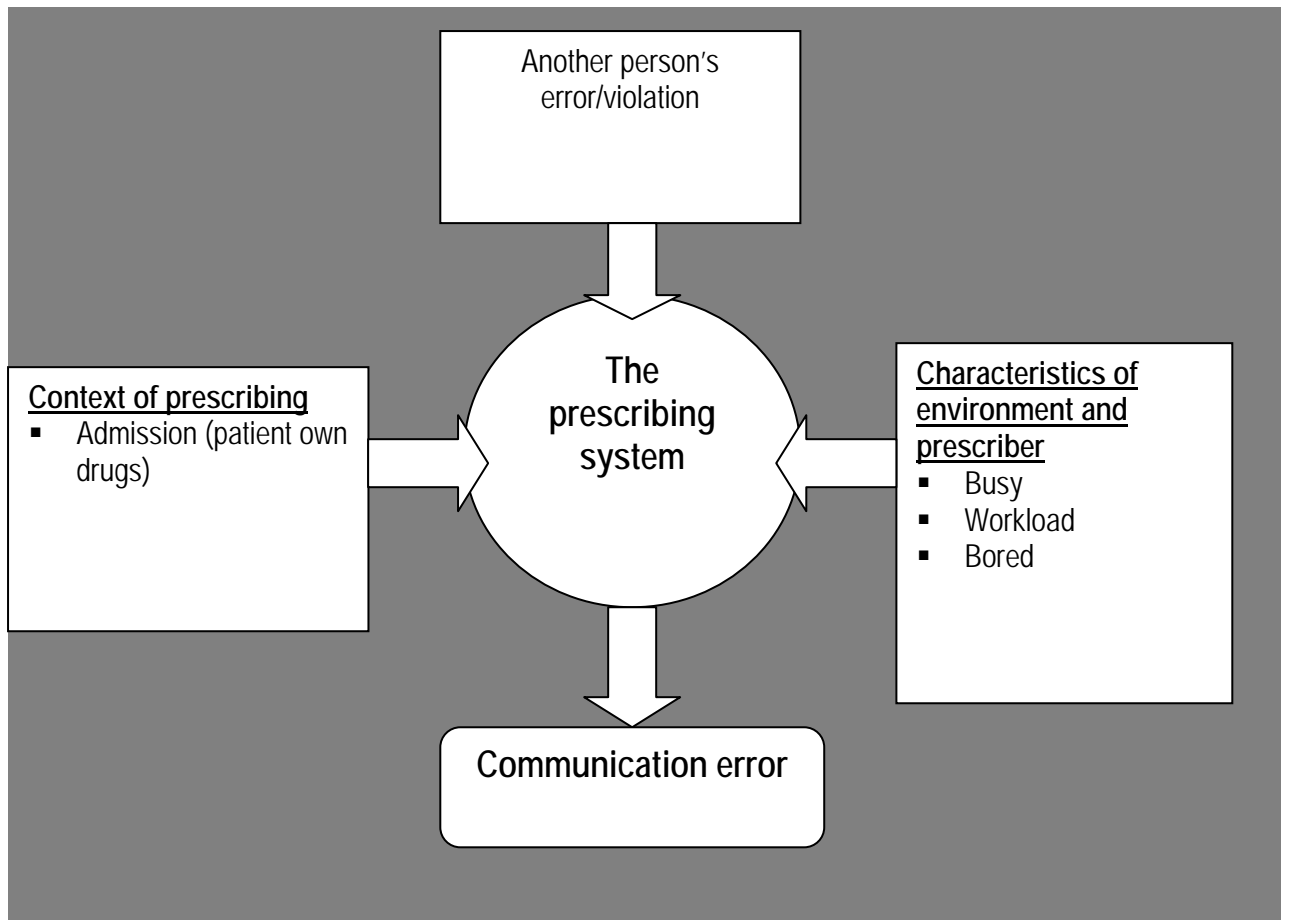 Another person's
error/violation
The
prescribing
system
Context of prescribing
▪ Admission (patient own
drugs)
Characteristics of
environment and
prescriber
▪ Busy
▪ Workload
▪ Bored
Communication error